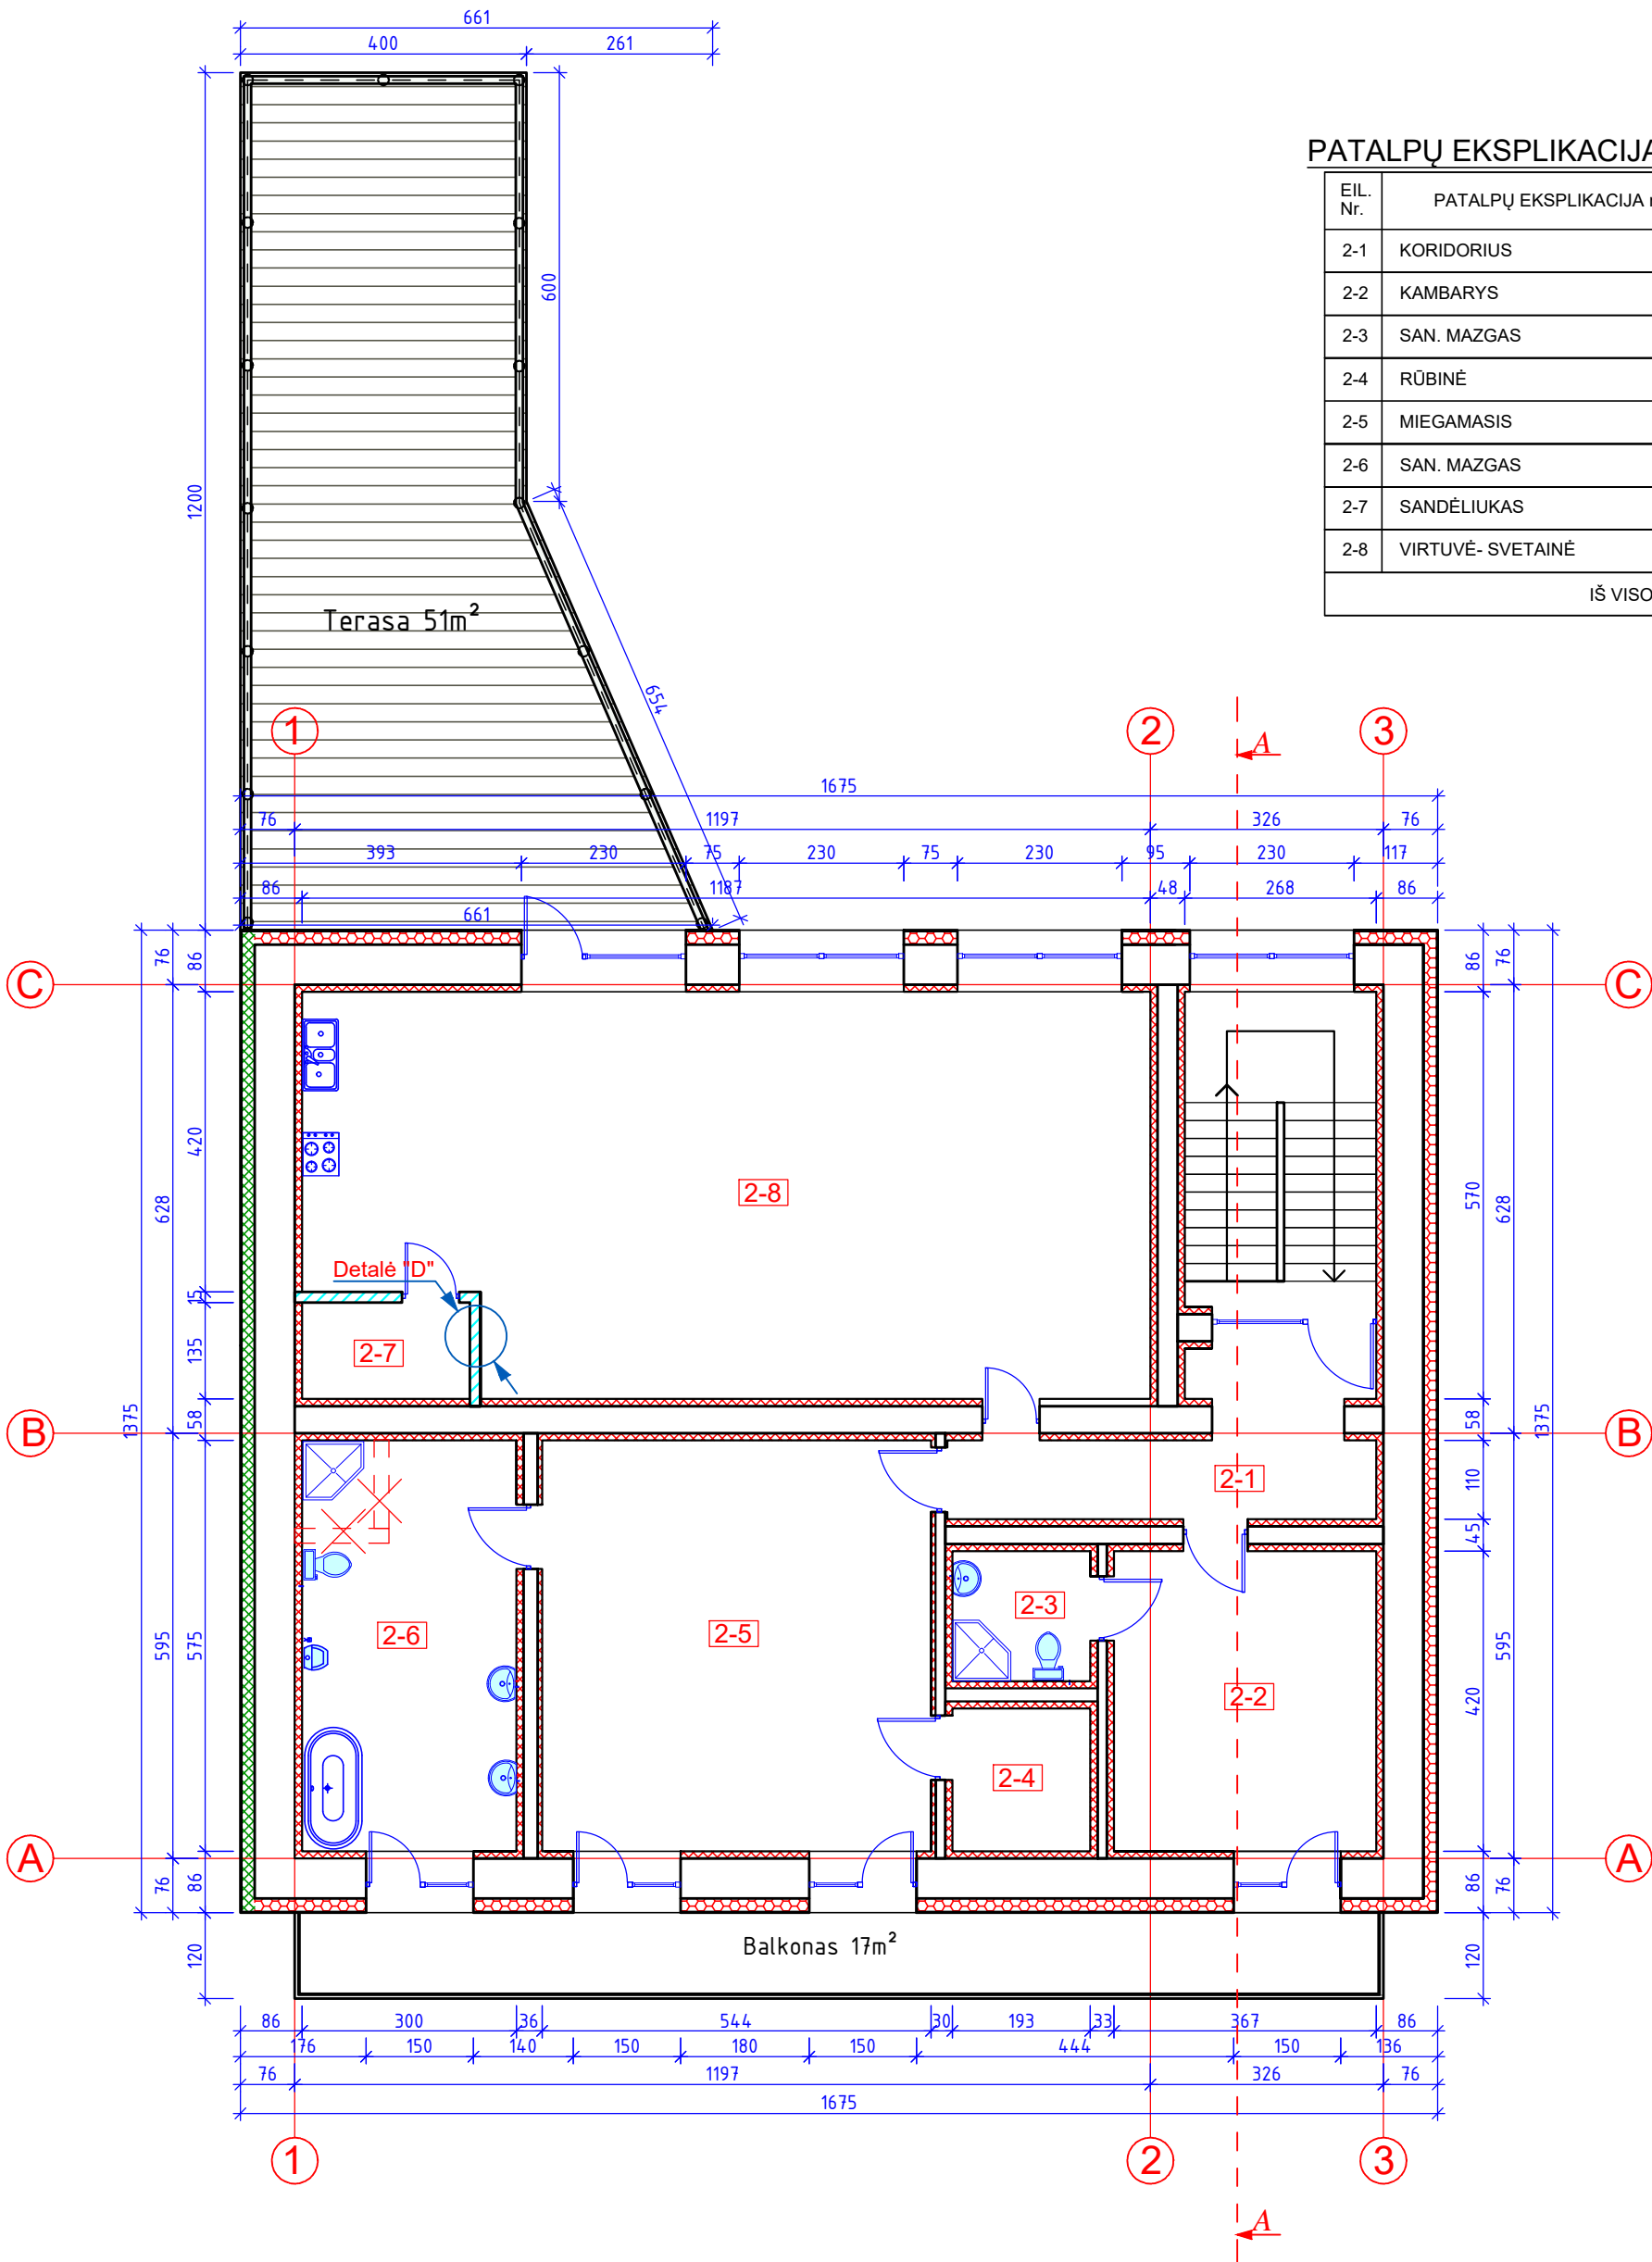 661
400 261
PATALPŲ EKSPLIKACIJA
EIL.
Nr.
PATALPŲ EKSPLIKACIJA
2-1 KORIDORIUS
2-2 KAMBARYS
2-3 SAN. MAZGAS
2-4 RŪBINĖ
2-5 MIEGAMASIS
2-6 SAN. MAZGAS
2-7 SANDĖLIUKAS
2-8 VIRTUVĖ- SVETAINĖ
IŠ VISO
600
1200
Terasa 51m²
654
1 2 3
A
1675
76 1197 326 76
393 230 75 230 75 230 95 230 117
86 1187 48 268 86
661
76 86 86 76
C C
420
628
2-8
570 628
Detalė "D"
15
135
2-7
1375 58 58 1375
B B
2-1
110
45
2-3
2-6 2-5
595 575
2-2
420 595
2-4
A A
76 86 86 76
Balkonas 17m²
120 120
86 300 36 544 30 193 33 367 86
176 150 140 150 180 150 444 150 136
76 1197 326 76
1675
1 2 3
A